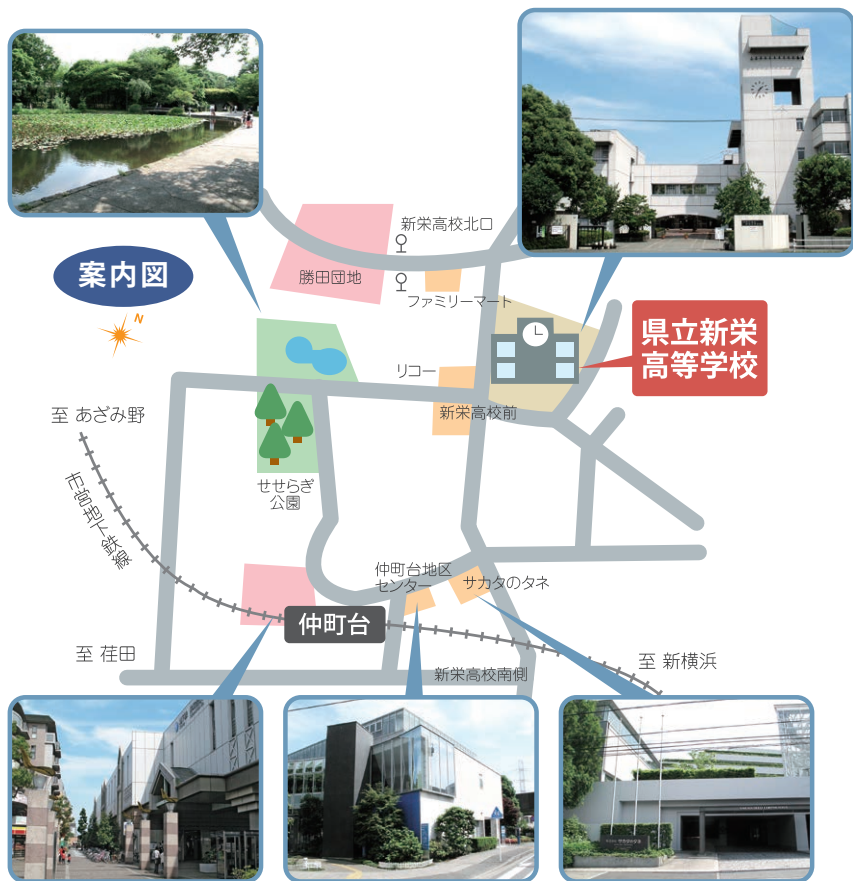 新栄高校北口
案内図
勝田団地
ファミリーマート
N
県立新栄
高等学校
リコー
至 あざみ野
新栄高校前
市営地下鉄線
せせらぎ
公園
仲町台地区
センター
サカタのタネ
仲町台
至 荏田
至 新横浜
新栄高校南側